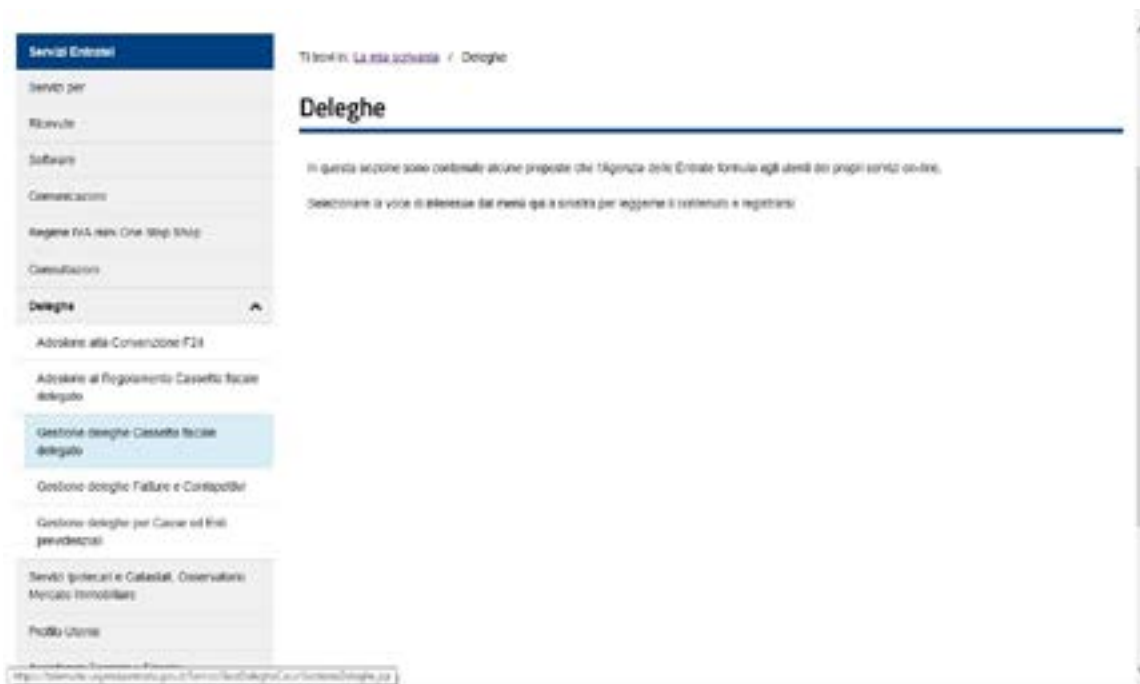 Servizi Entratel
Servizi per
Ricevute
Software
Comunicazioni
Regime IVA mini One Stop Shop
Consultazioni
Deleghe
Adesione alla Convenzione F24
Adesione al Regolamento Cassetto fiscale
delegato
Gestione deleghe Cassetto fiscale
delegato
Gestione deleghe Fatture e Corrispettivi
Gestione deleghe per Casse ed Enti
previdenziali
Servizi Ipotecari e Catastali, Osservatorio
Mercato Immobiliare
Profilo Utente
Ti trovi in: La mia scrivania / Deleghe
Deleghe
In questa sezione sono contenute alcune proposte che l'Agenzia delle Entrate formula agli utenti dei propri servizi on-line.
Selezionare la voce di interesse dal menù qui a sinistra per leggerne il contenuto e registrarsi